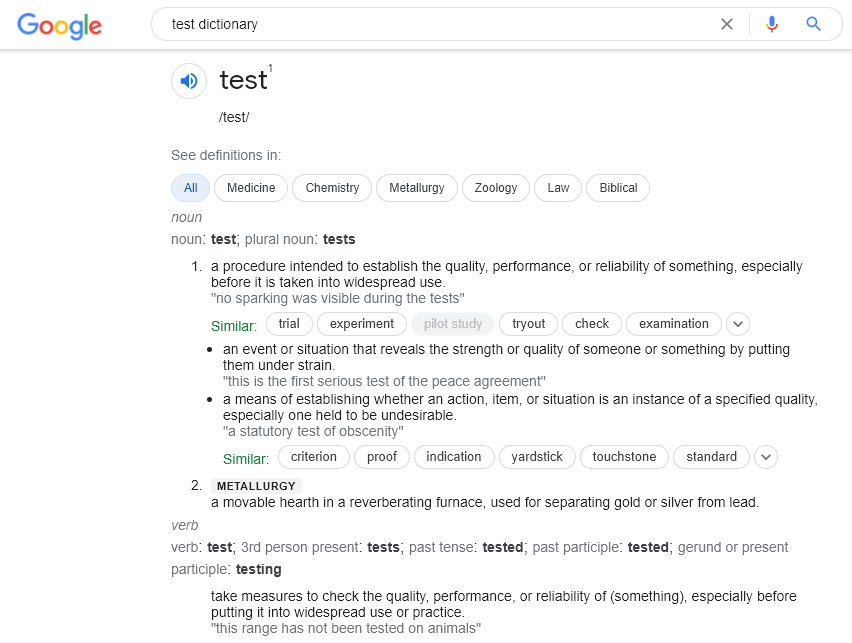 Google
test dictionary
test¹
/test/
See definitions in:
All Medicine Chemistry Metallurgy Zoology Law Biblical
noun
noun: test; plural noun: tests
1. a procedure intended to establish the quality, performance, or reliability of something, especially
before it is taken into widespread use.
"no sparking was visible during the tests"
Similar: trial experiment pilot study tryout check examination
• an event or situation that reveals the strength or quality of someone or something by putting
them under strain.
"this is the first serious test of the peace agreement"
• a means of establishing whether an action, item, or situation is an instance of a specified quality,
especially one held to be undesirable.
"a statutory test of obscenity"
Similar: criterion proof indication yardstick touchstone standard
2. METALLURGY
a movable hearth in a reverberating furnace, used for separating gold or silver from lead.
verb
verb: test; 3rd person present: tests; past tense: tested; past participle: tested; gerund or present
participle: testing
take measures to check the quality, performance, or reliability of (something), especially before
putting it into widespread use or practice.
"this range has not been tested on animals"